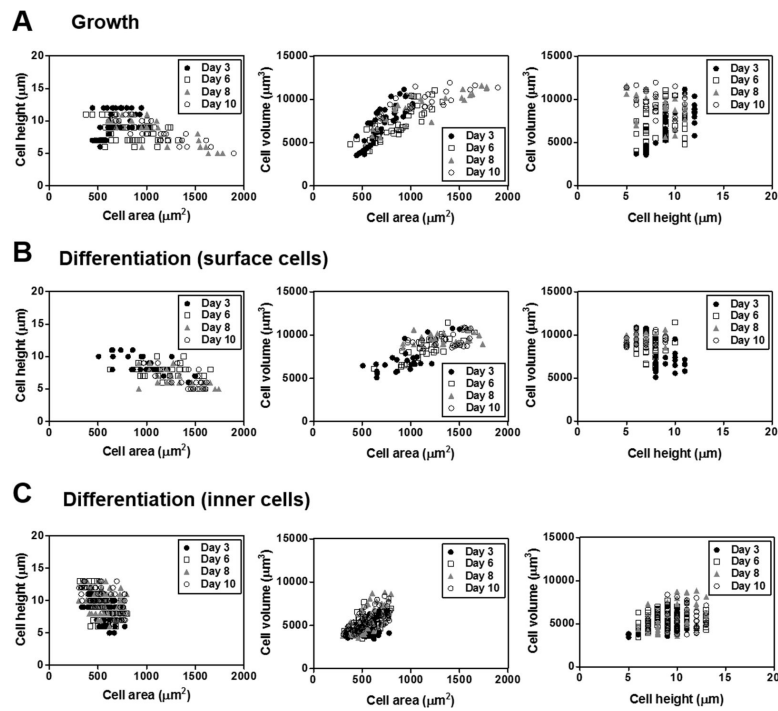 A Growth
Cell height (μm)
20
15
10
5
0
0 500 1000 1500 2000
Cell area (μm²)
Day 3
Day 6
Day 8
Day 10
Cell volume (μm³)
15000
10000
5000
0
0 500 1000 1500 2000
Cell area (μm²)
Day 3
Day 6
Day 8
Day 10
Cell volume (μm³)
15000
10000
5000
0
0 5 10 15 20
Cell height (μm)
Day 3
Day 6
Day 8
Day 10
B Differentiation (surface cells)
Cell height (μm)
20
15
10
5
0
0 500 1000 1500 2000
Cell area (μm²)
Day 3
Day 6
Day 8
Day 10
Cell volume (μm³)
15000
10000
5000
0
0 500 1000 1500 2000
Cell area (μm²)
Day 3
Day 6
Day 8
Day 10
Cell volume (μm³)
15000
10000
5000
0
0 5 10 15 20
Cell height (μm)
Day 3
Day 6
Day 8
Day 10
C Differentiation (inner cells)
Cell height (μm)
20
15
10
5
0
0 500 1000 1500 2000
Cell area (μm²)
Day 3
Day 6
Day 8
Day 10
Cell volume (μm³)
15000
10000
5000
0
0 500 1000 1500 2000
Cell area (μm²)
Day 3
Day 6
Day 8
Day 10
Cell volume (μm³)
15000
10000
5000
0
0 5 10 15 20
Cell height (μm)
Day 3
Day 6
Day 8
Day 10